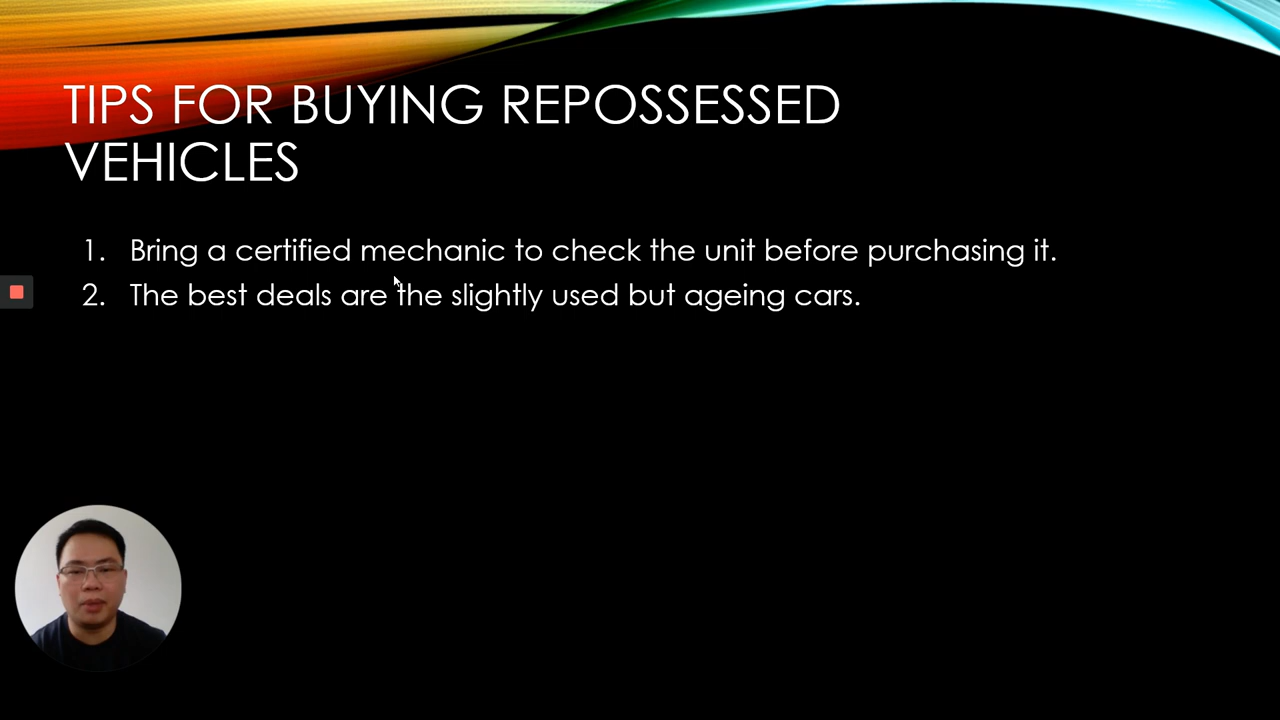 TIPS FOR BUYING REPOSSESSED
VEHICLES
1. Bring a certified mechanic to check the unit before purchasing it.
2. The best deals are the slightly used but ageing cars.